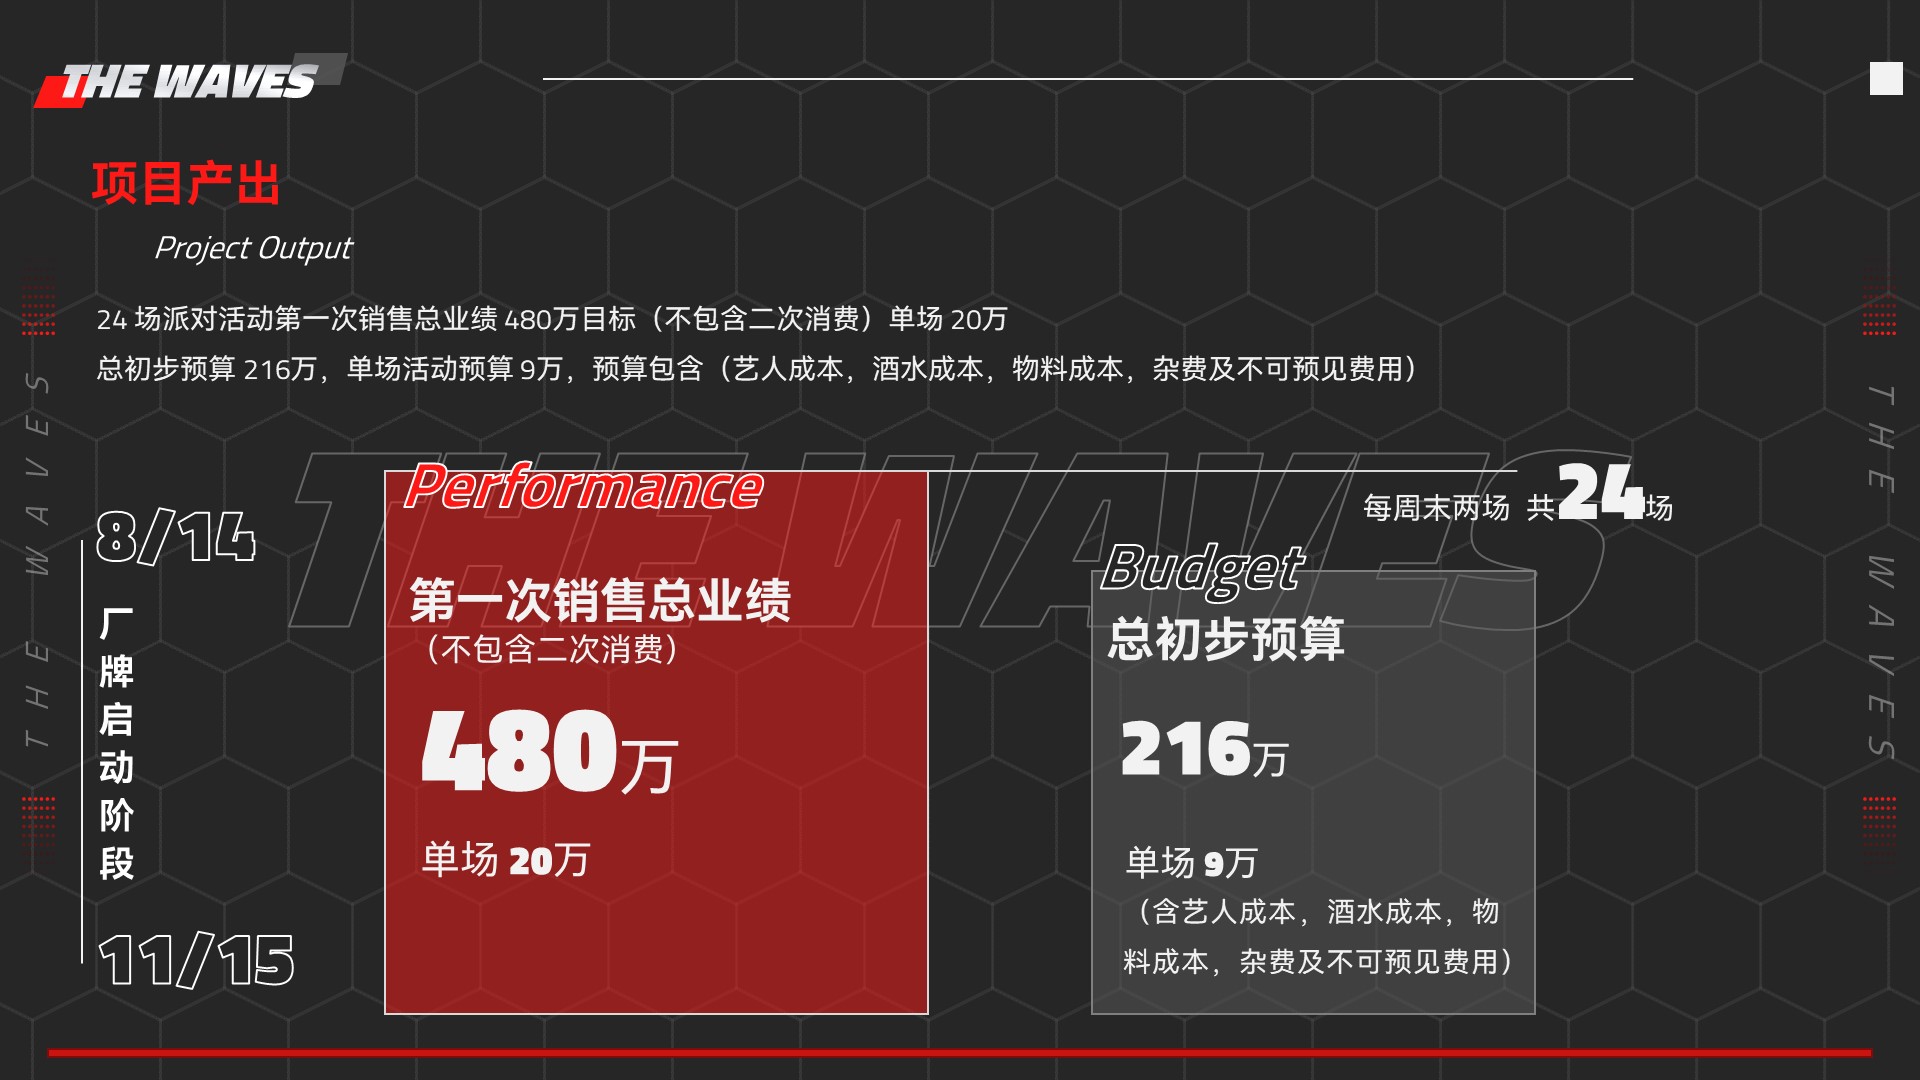 THE WAVES
项目产出
Project Output
24 场派对活动第一次销售总业绩 480万目标（不包含二次消费）单场 20万
总初步预算 216万，单场活动预算 9万，预算包含（艺人成本，酒水成本，物料成本，杂费及不可预见费用）
THE WAVES
THE WAVES
THE WAVES
8/14
厂牌启动阶段
11/15
Performance
第一次销售总业绩
（不包含二次消费）
480万
单场 20万
每周末两场 共24场
Budget
总初步预算
216万
单场 9万
（含艺人成本，酒水成本，物
料成本，杂费及不可预见费用）